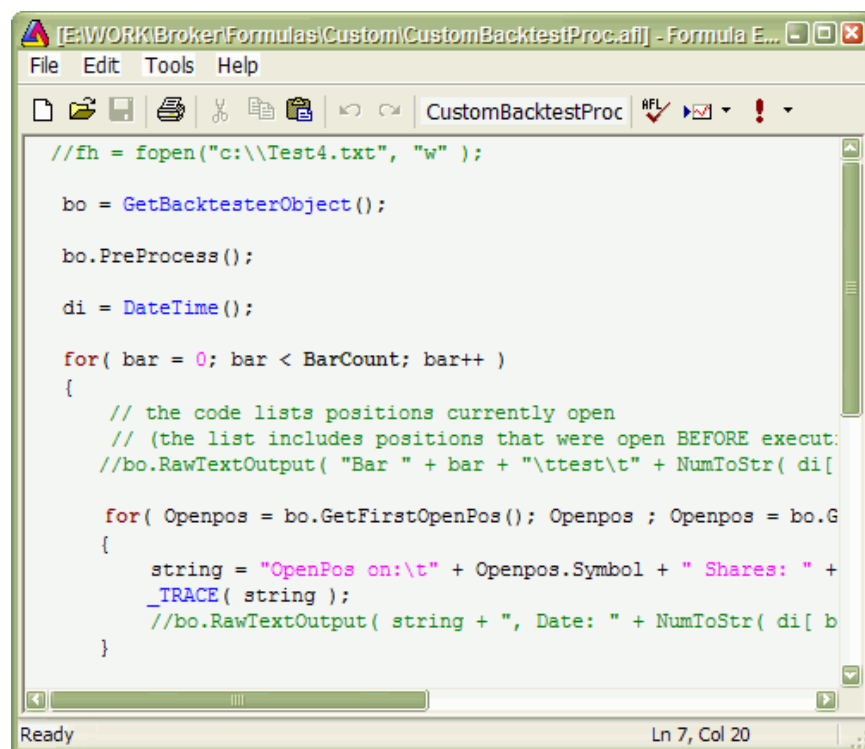 [E:\WORK\Broker\Formulas\Custom\CustomBacktestProc.afl] - Formula E...
File Edit Tools Help
CustomBacktestProc AFL
//fh = fopen("c:\\Test4.txt", "w" );
bo = GetBacktesterObject();
bo.PreProcess();
di = DateTime();
for( bar = 0; bar < BarCount; bar++ )
{
// the code lists positions currently open
// (the list includes positions that were open BEFORE executi
//bo.RawTextOutput( "Bar " + bar + "\ttest\t" + NumToStr( di[
for( Openpos = bo.GetFirstOpenPos(); Openpos ; Openpos = bo.G
{
string = "OpenPos on:\t" + Openpos.Symbol + " Shares: " +
_TRACE( string );
//bo.RawTextOutput( string + ", Date: " + NumToStr( di[ b
}
Ready Ln 7, Col 20